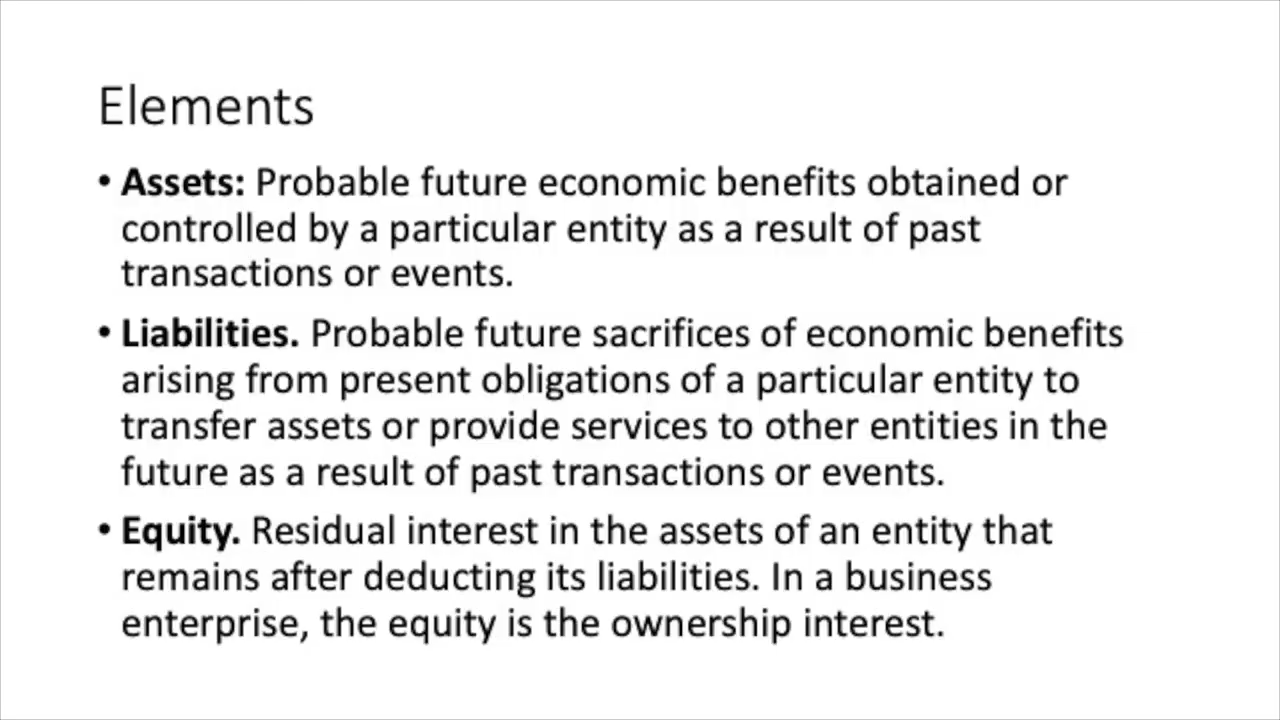 Elements
• Assets: Probable future economic benefits obtained or
controlled by a particular entity as a result of past
transactions or events.
• Liabilities. Probable future sacrifices of economic benefits
arising from present obligations of a particular entity to
transfer assets or provide services to other entities in the
future as a result of past transactions or events.
• Equity. Residual interest in the assets of an entity that
remains after deducting its liabilities. In a business
enterprise, the equity is the ownership interest.